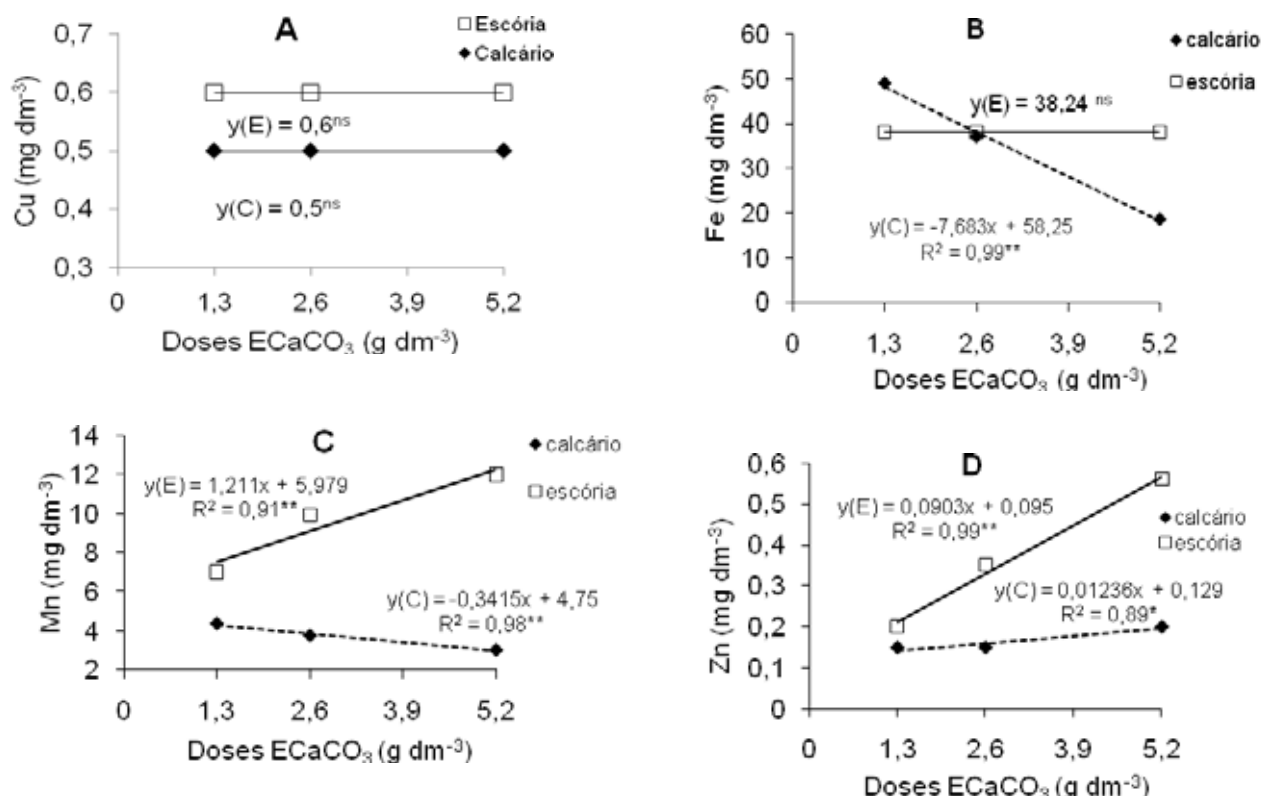 A
□ Escória
◆ Calcário
Cu (mg dm⁻³)
0,7
0,6
0,5
0,4
0,3
y(E) = 0,6ⁿˢ
y(C) = 0,5ⁿˢ
0 1,3 2,6 3,9 5,2
Doses ECaCO₃ (g dm⁻³)
B
◆ calcário
□ escória
Fe (mg dm⁻³)
60
50
40
30
20
10
0
y(E) = 38,24 ⁿˢ
y(C) = -7,683x + 58,25
R² = 0,99**
0 1,3 2,6 3,9 5,2
Doses ECaCO₃ (g dm⁻³)
C
◆ calcário
□ escória
Mn (mg dm⁻³)
14
12
10
8
6
4
2
y(E) = 1,211x + 5,979
R² = 0,91**
y(C) = -0,3415x + 4,75
R² = 0,98**
0 1,3 2,6 3,9 5,2
Doses ECaCO₃ (g dm⁻³)
D
◆ calcário
□ escória
Zn (mg dm⁻³)
0,6
0,5
0,4
0,3
0,2
0,1
0
y(E) = 0,0903x + 0,095
R² = 0,99**
y(C) = 0,01236x + 0,129
R² = 0,89*
0 1,3 2,6 3,9 5,2
Doses ECaCO₃ (g dm⁻³)